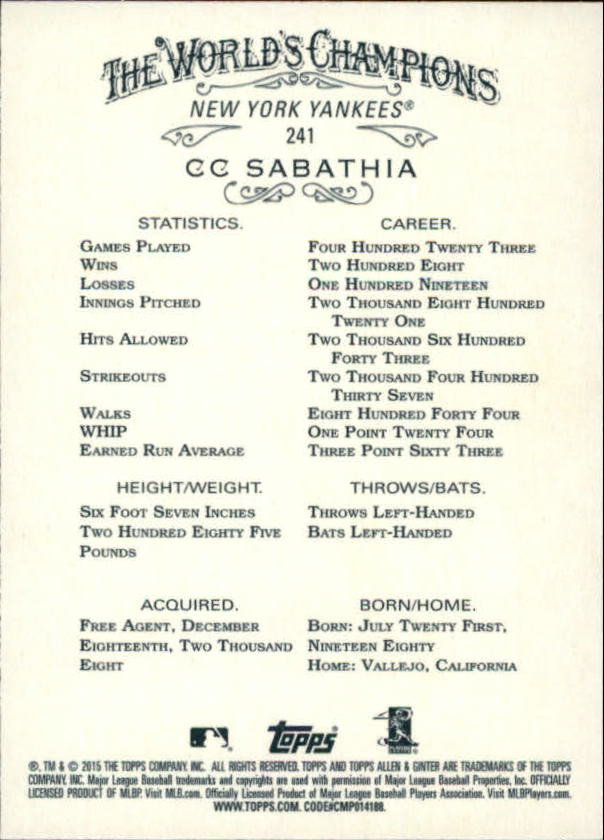 THE WORLD'S CHAMPIONS
NEW YORK YANKEES®
241
CC SABATHIA
STATISTICS. CAREER.
GAMES PLAYED FOUR HUNDRED TWENTY THREE
WINS TWO HUNDRED EIGHT
LOSSES ONE HUNDRED NINETEEN
INNINGS PITCHED TWO THOUSAND EIGHT HUNDRED
TWENTY ONE
HITS ALLOWED TWO THOUSAND SIX HUNDRED
FORTY THREE
STRIKEOUTS TWO THOUSAND FOUR HUNDRED
THIRTY SEVEN
WALKS EIGHT HUNDRED FORTY FOUR
WHIP ONE POINT TWENTY FOUR
EARNED RUN AVERAGE THREE POINT SIXTY THREE
HEIGHT/WEIGHT. THROWS/BATS.
SIX FOOT SEVEN INCHES THROWS LEFT-HANDED
TWO HUNDRED EIGHTY FIVE BATS LEFT-HANDED
POUNDS
ACQUIRED. BORN/HOME.
FREE AGENT, DECEMBER BORN: JULY TWENTY FIRST,
EIGHTEENTH, TWO THOUSAND NINETEEN EIGHTY
EIGHT HOME: VALLEJO, CALIFORNIA
Topps
®, TM & © 2015 THE TOPPS COMPANY, INC. ALL RIGHTS RESERVED. TOPPS AND TOPPS ALLEN & GINTER ARE TRADEMARKS OF THE TOPPS
COMPANY, INC. Major League Baseball trademarks and copyrights are used with permission of Major League Baseball Properties, Inc. OFFICIALLY
LICENSED PRODUCT OF MLBP. Visit MLB.com. Officially Licensed Product of Major League Baseball Players Association. Visit MLBPlayers.com.
WWW.TOPPS.COM. CODE#CMP014188.